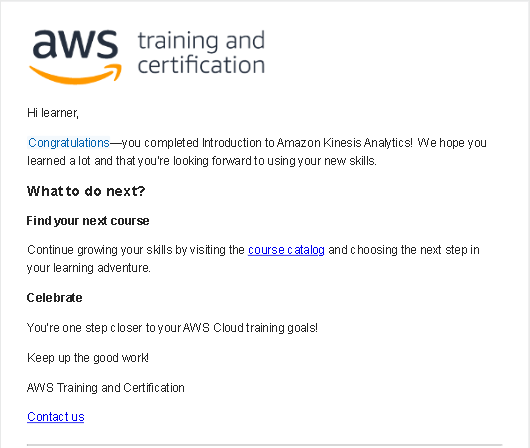 aws training and
certification
Hi learner,
Congratulations—you completed Introduction to Amazon Kinesis Analytics! We hope you
learned a lot and that you're looking forward to using your new skills.
What to do next?
Find your next course
Continue growing your skills by visiting the course catalog and choosing the next step in
your learning adventure.
Celebrate
You're one step closer to your AWS Cloud training goals!
Keep up the good work!
AWS Training and Certification
Contact us